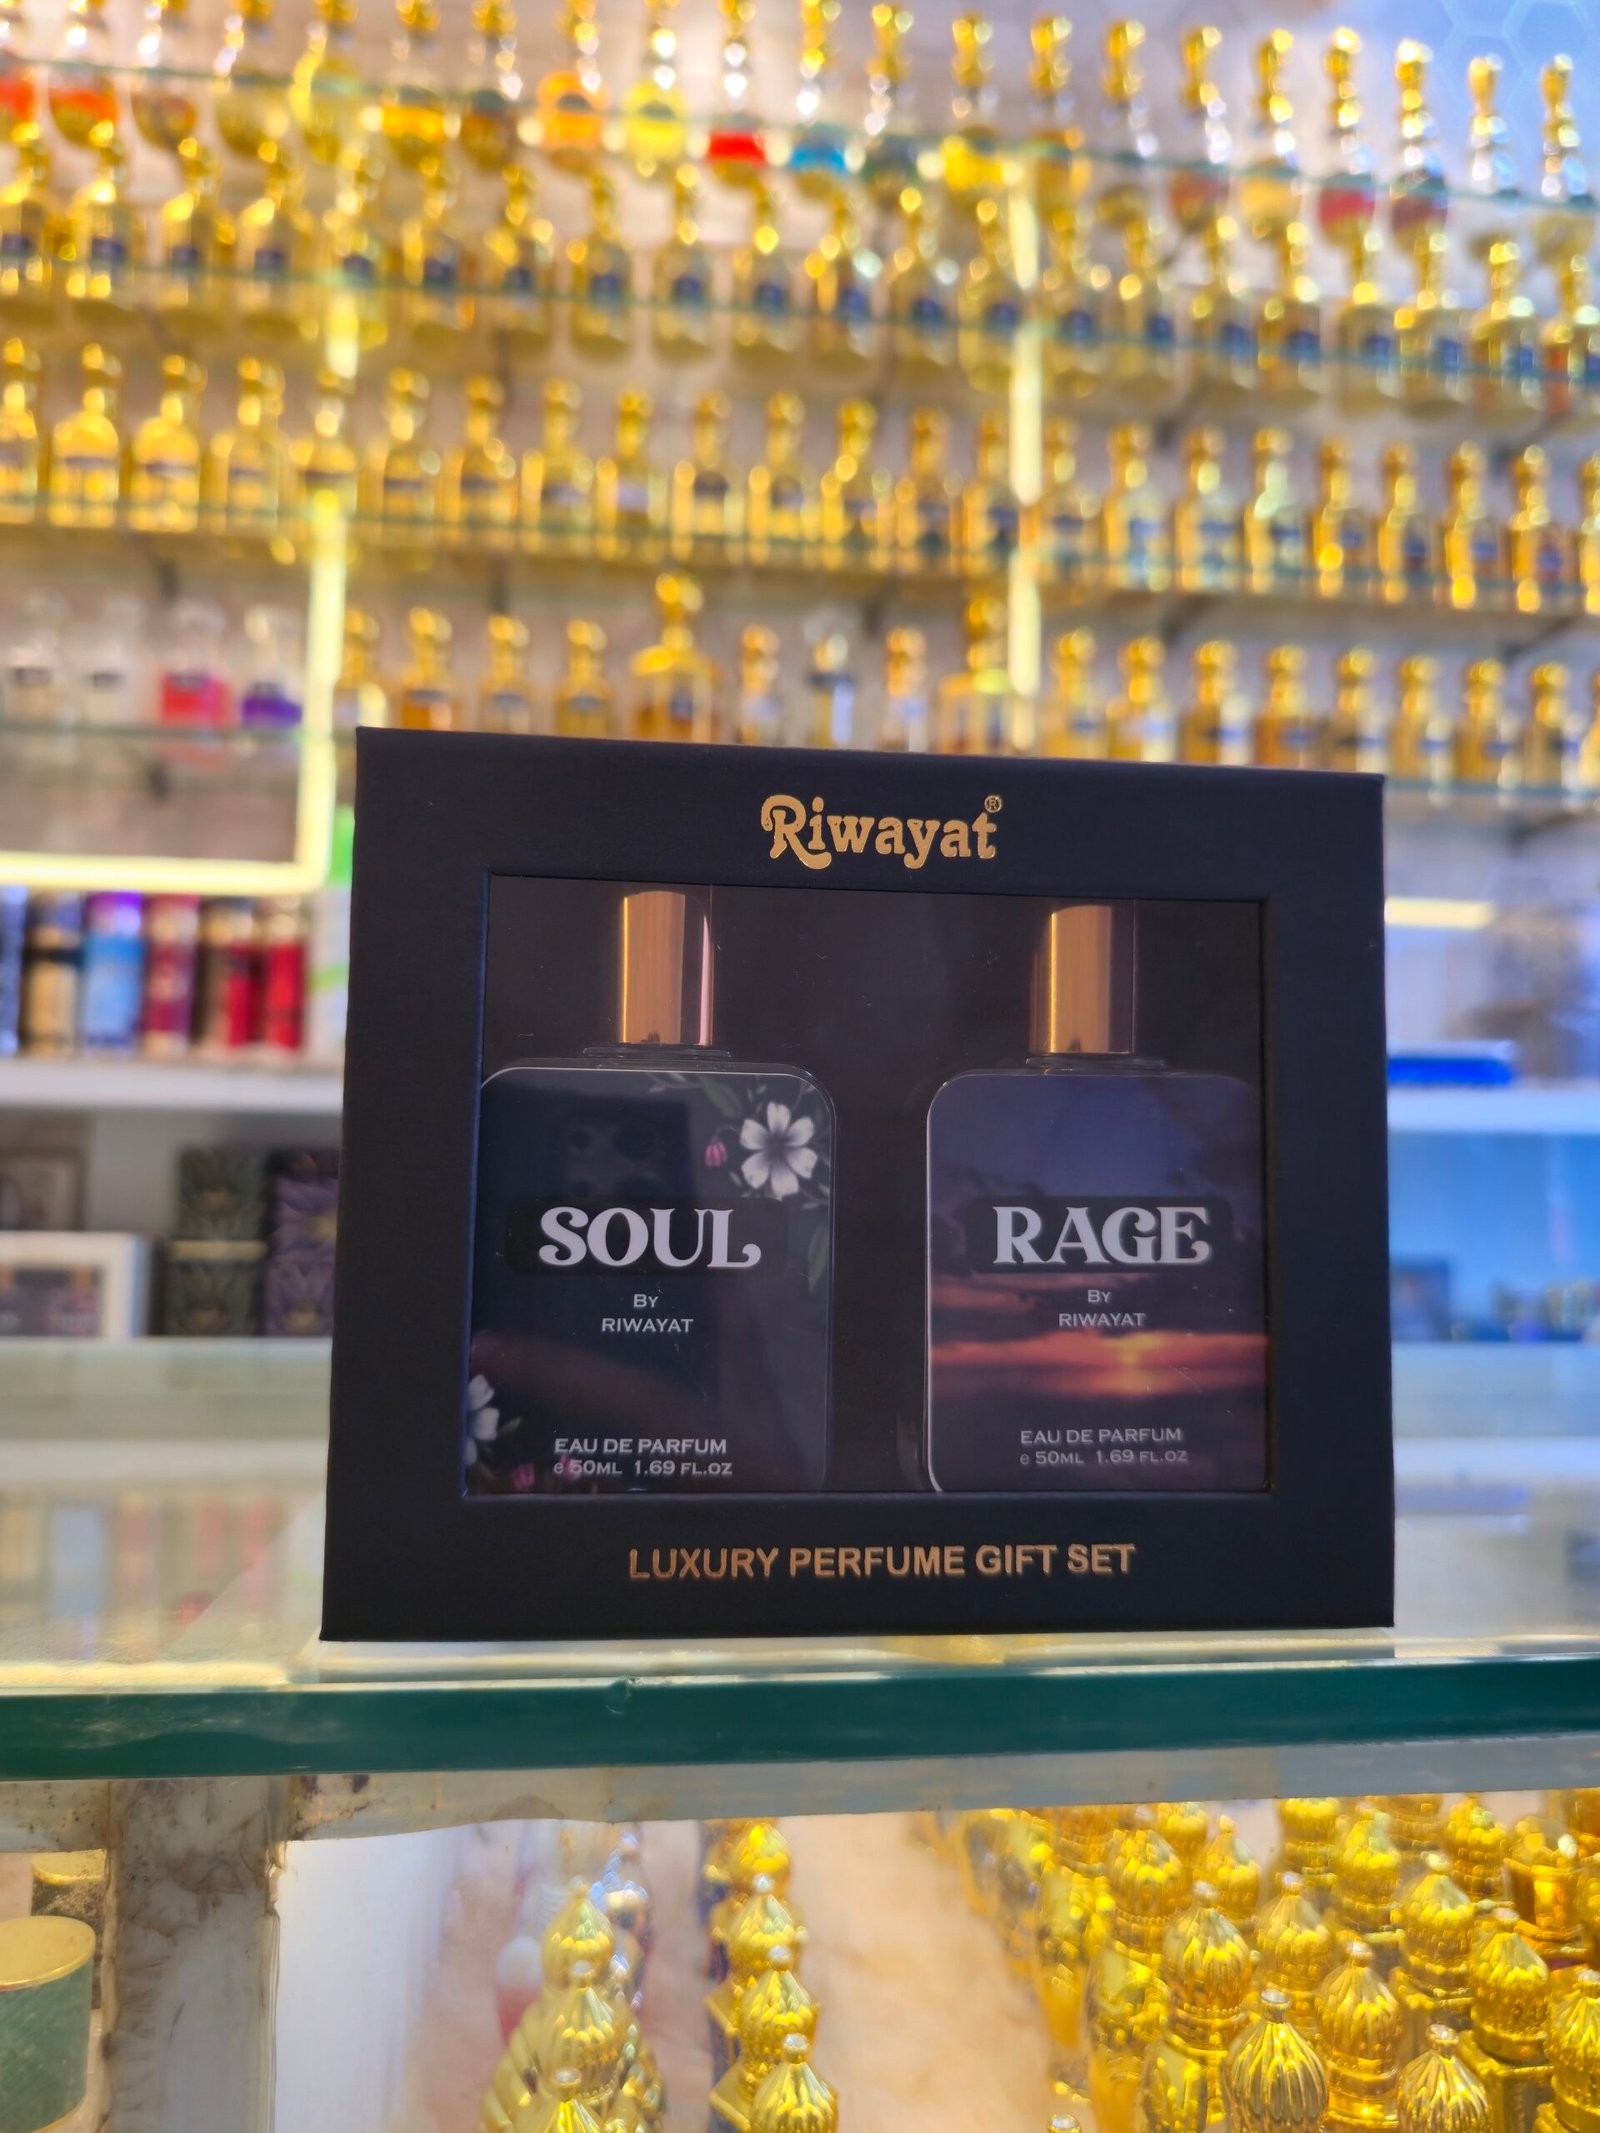 Riwayat®
SOUL
By
RIWAYAT
EAU DE PARFUM
e 50ML 1.69 FL.OZ
RAGE
By
RIWAYAT
EAU DE PARFUM
e 50ML 1.69 FL.OZ
LUXURY PERFUME GIFT SET